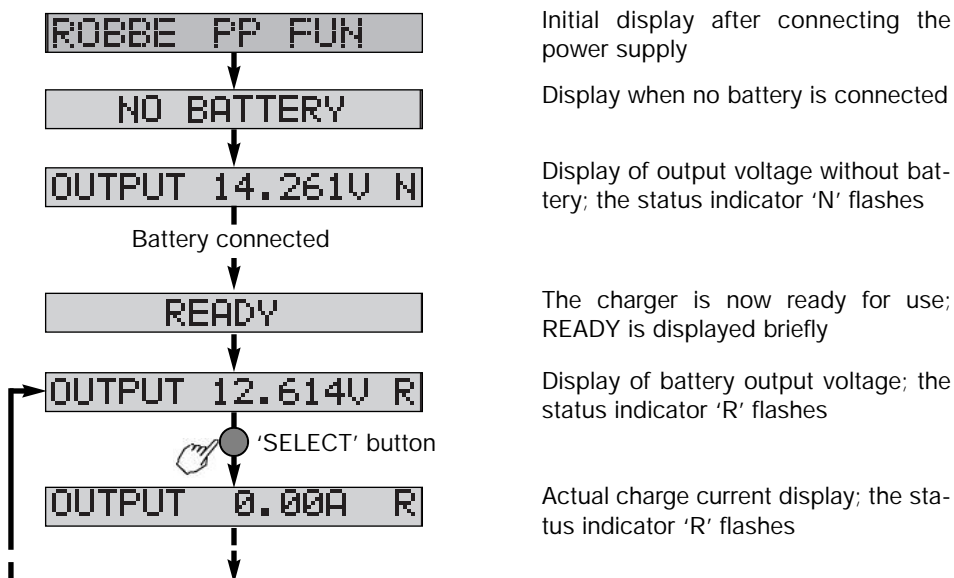 ROBBE PP FUN
Initial display after connecting the
power supply
NO BATTERY
Display when no battery is connected
OUTPUT 14.261V N
Display of output voltage without bat-
tery; the status indicator ‘N’ flashes
Battery connected
READY
The charger is now ready for use;
READY is displayed briefly
OUTPUT 12.614V R
Display of battery output voltage; the
status indicator ‘R’ flashes
‘SELECT’ button
OUTPUT 0.00A R
Actual charge current display; the sta-
tus indicator ‘R’ flashes